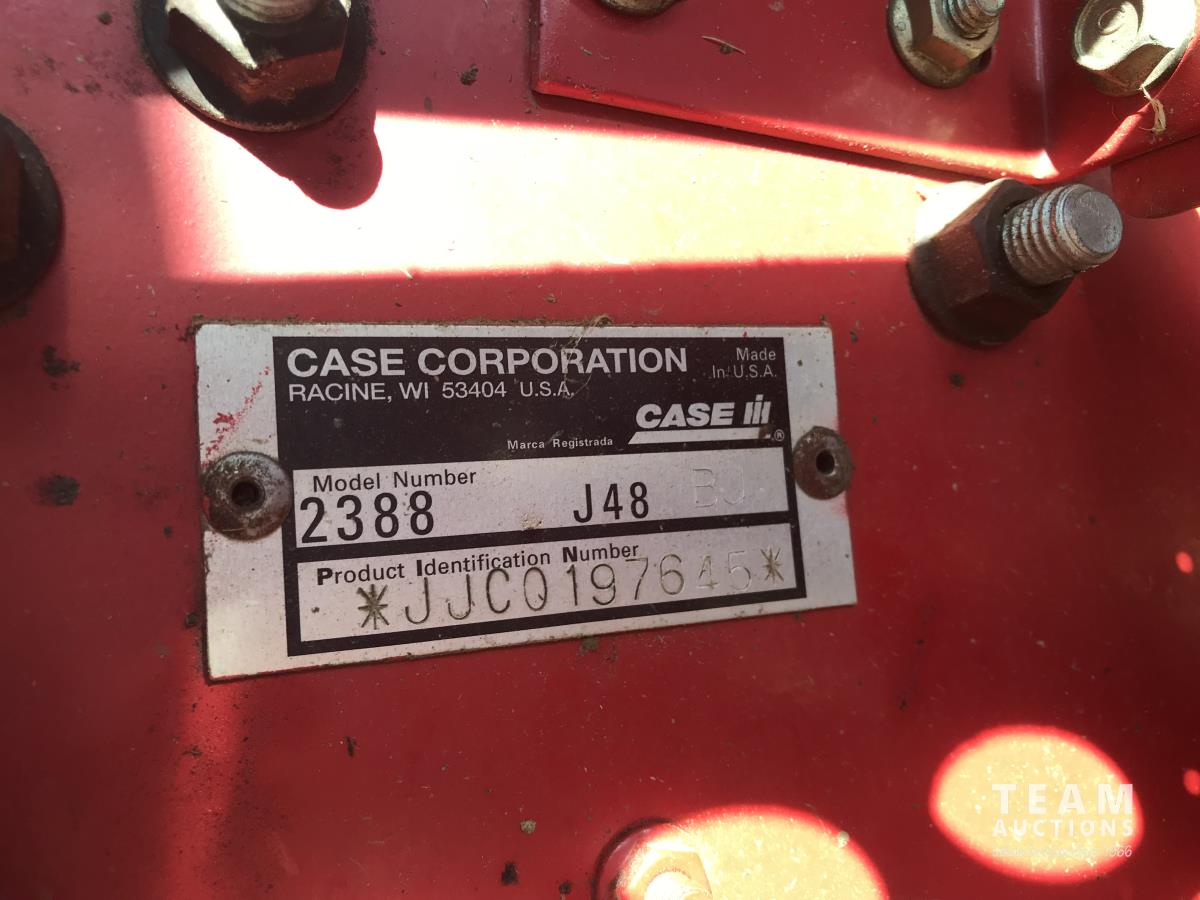 CASE CORPORATION
Made
In U.S.A.
RACINE, WI 53404 U.S.A.
CASE IH
®
Marca Registrada
Model Number
2388 J48 BJ
Product Identification Number
*JJC0197645*
TEAM
AUCTIONS